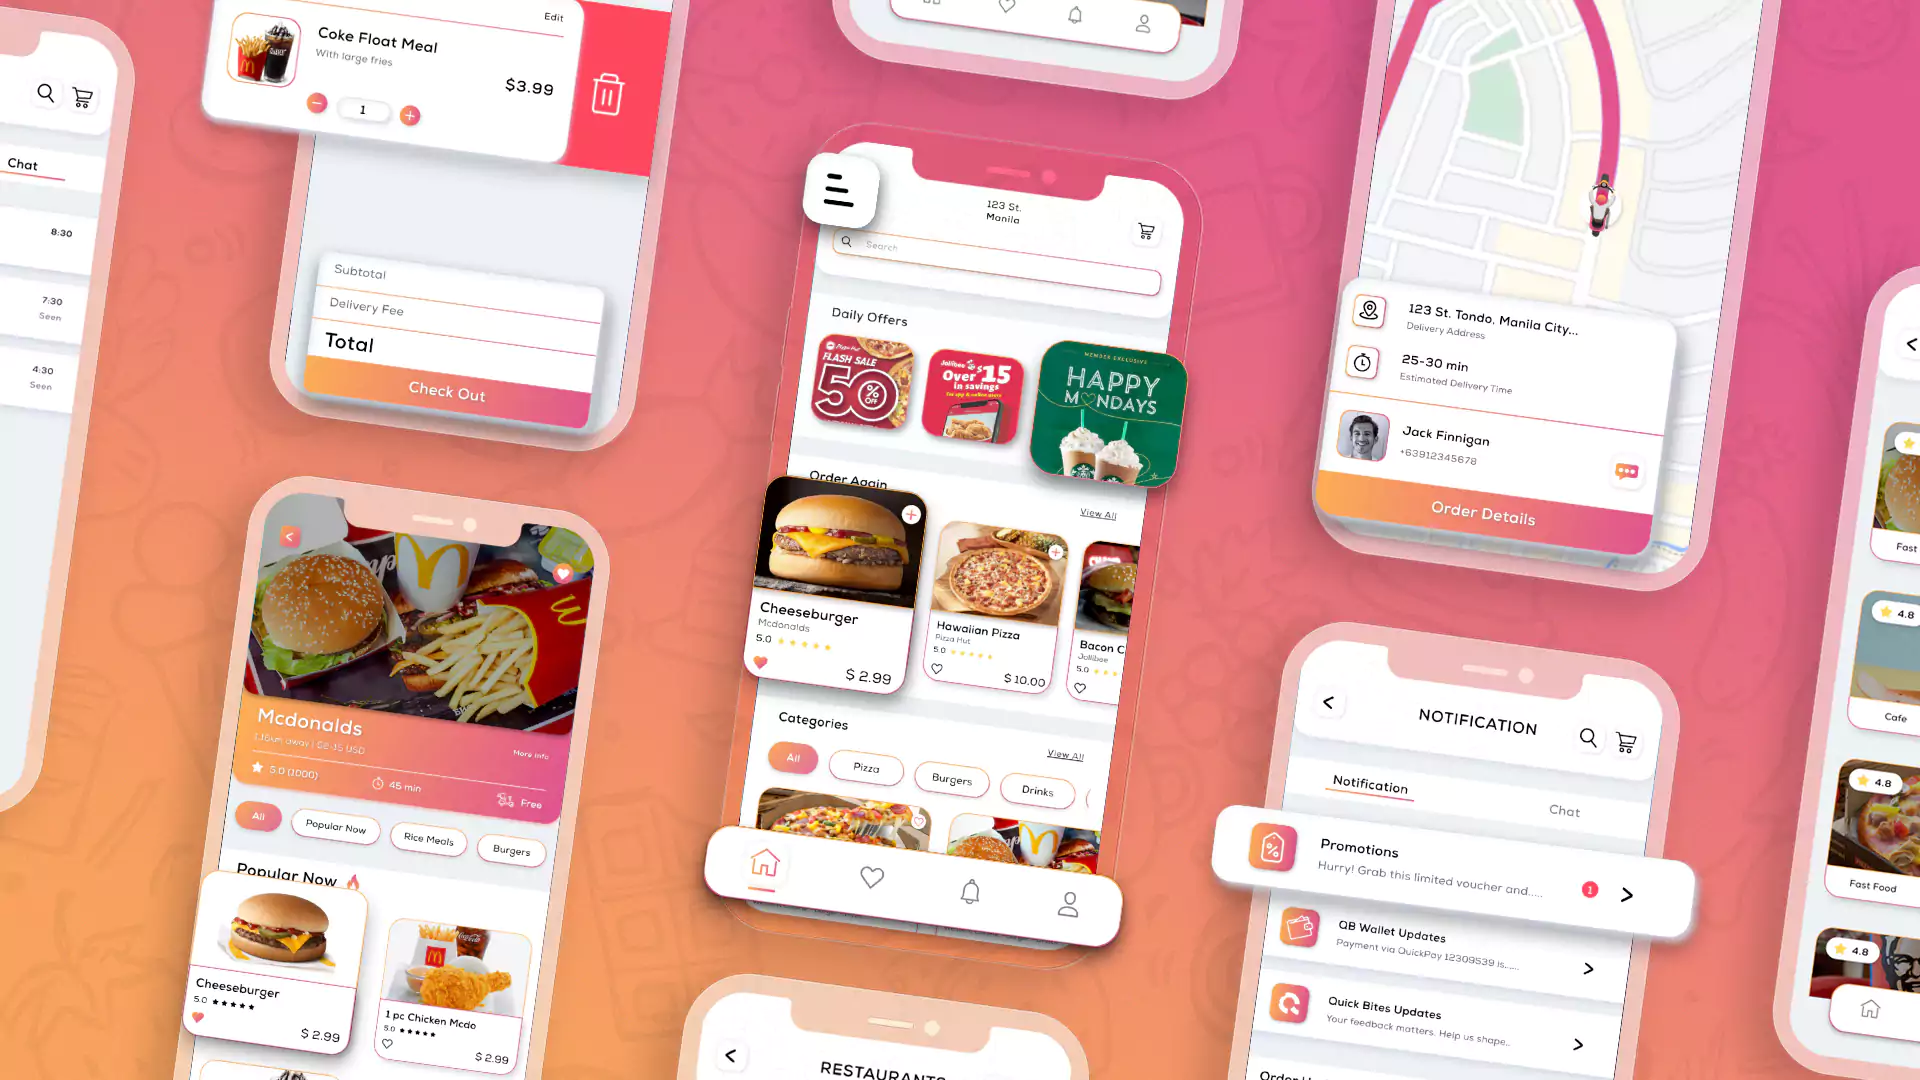 Chat
8:30
7:30
Seen
4:30
Seen
Edit
Coke Float Meal
With large fries
$3.99
1
Subtotal
Delivery Fee
Total
Check Out
Mcdonalds
1.16km away | $2-15 USD
More info
5.0 (1000)
45 min
Free
All
Popular Now
Rice Meals
Burgers
Popular Now
Cheeseburger
5.0
$ 2.99
1 pc Chicken Mcdo
5.0
$ 2.99
123 St.
Manila
Search
Daily Offers
Pizza Hut
FLASH SALE
50% OFF
Jollibee
Over $15
in savings
MEMBER EXCLUSIVE
HAPPY
MONDAYS
Order Again
View All
Cheeseburger
Mcdonalds
5.0
$ 2.99
Hawaiian Pizza
Pizza Hut
5.0
$ 10.00
Bacon C
Jollibee
5.0
Categories
View All
All
Pizza
Burgers
Drinks
RESTAURANTS
123 St. Tondo, Manila City...
Delivery Address
25-30 min
Estimated Delivery Time
Jack Finnigan
+63912345678
Order Details
NOTIFICATION
Notification
Chat
Promotions
Hurry! Grab this limited voucher and.....
1
QB Wallet Updates
Payment via QuickPay 12309539 is......
Quick Bites Updates
Your feedback matters. Help us shape..
Fast
4.8
Cafe
4.8
Fast Food
4.8